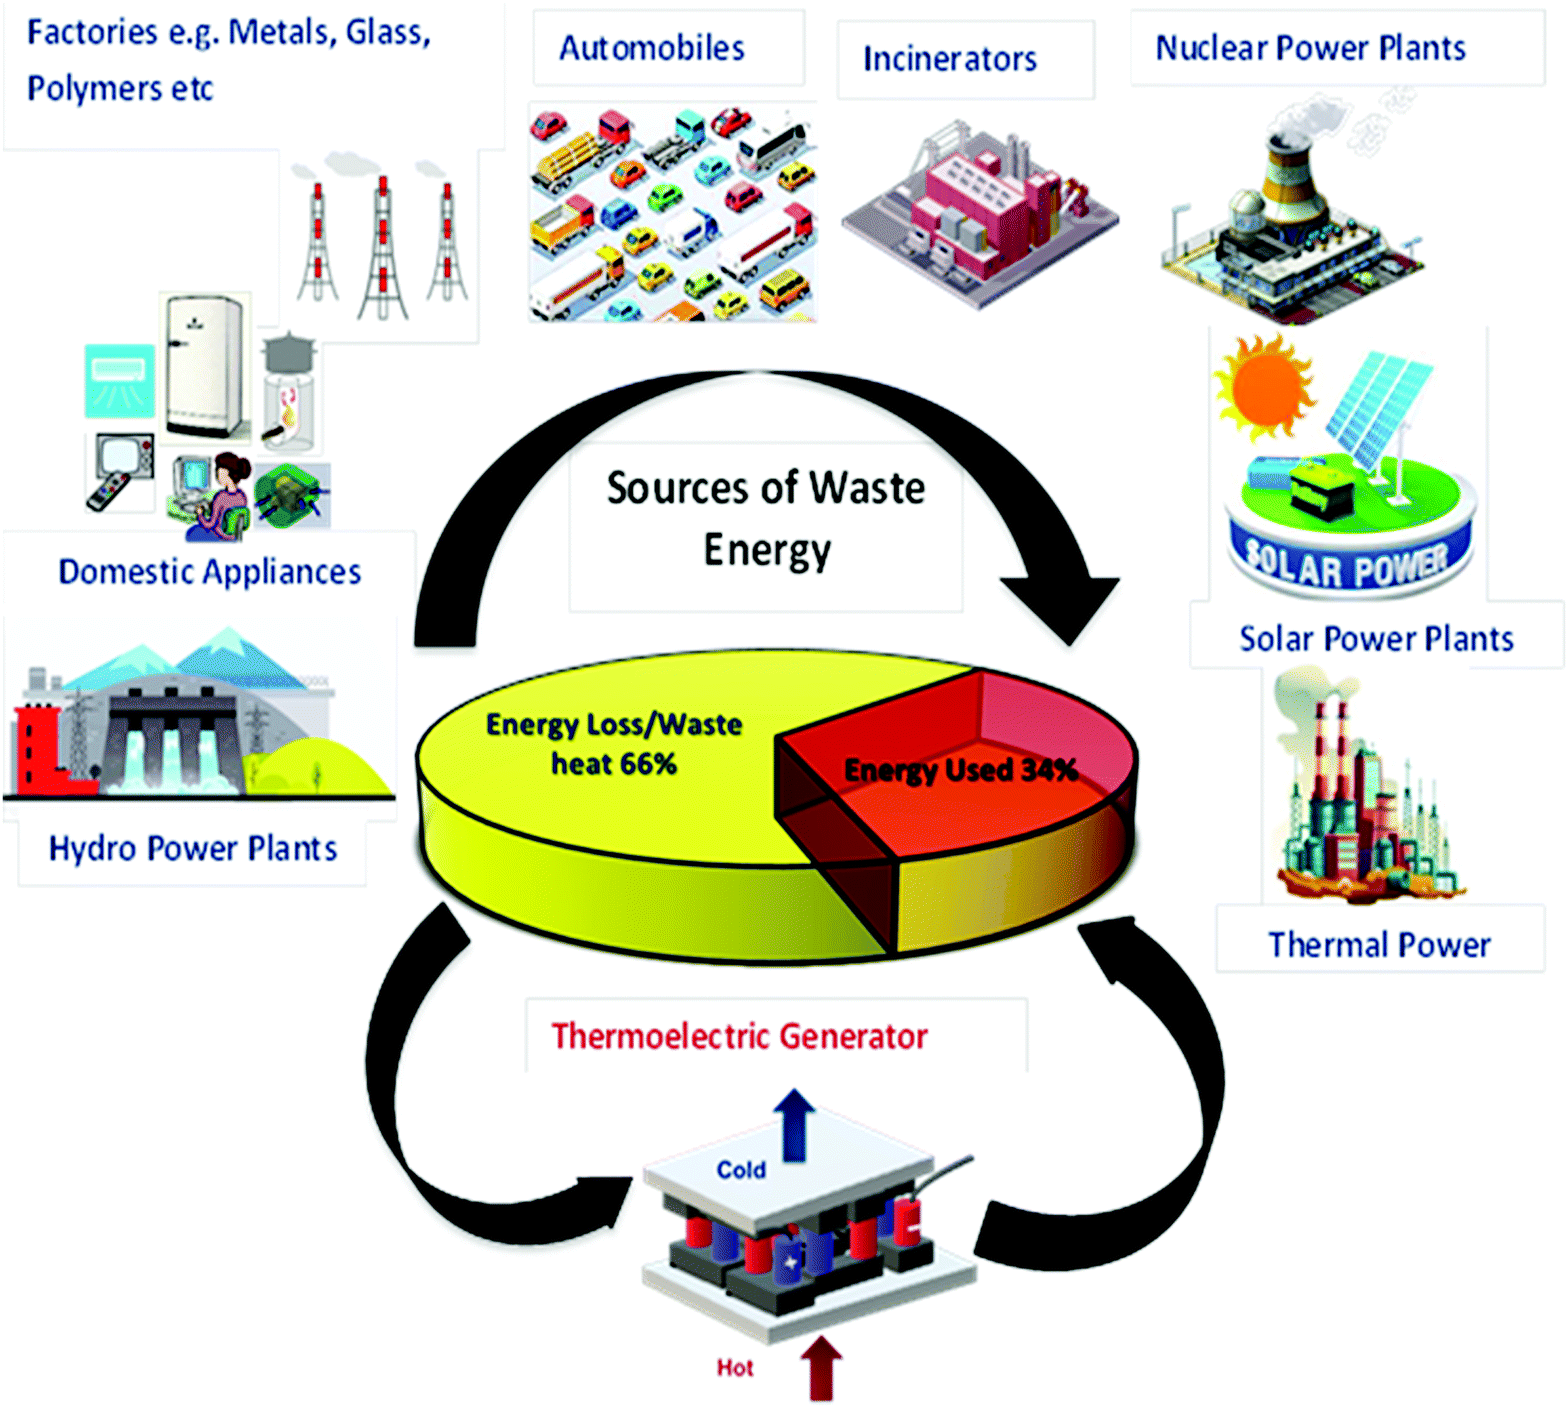 Factories e.g. Metals, Glass,
Polymers etc
Automobiles
Incinerators
Nuclear Power Plants
Domestic Appliances
Sources of Waste
Energy
SOLAR POWER
Solar Power Plants
Hydro Power Plants
Energy Loss/Waste
heat 66%
Energy Used 34%
Thermal Power
Thermoelectric Generator
Cold
-
+
Hot